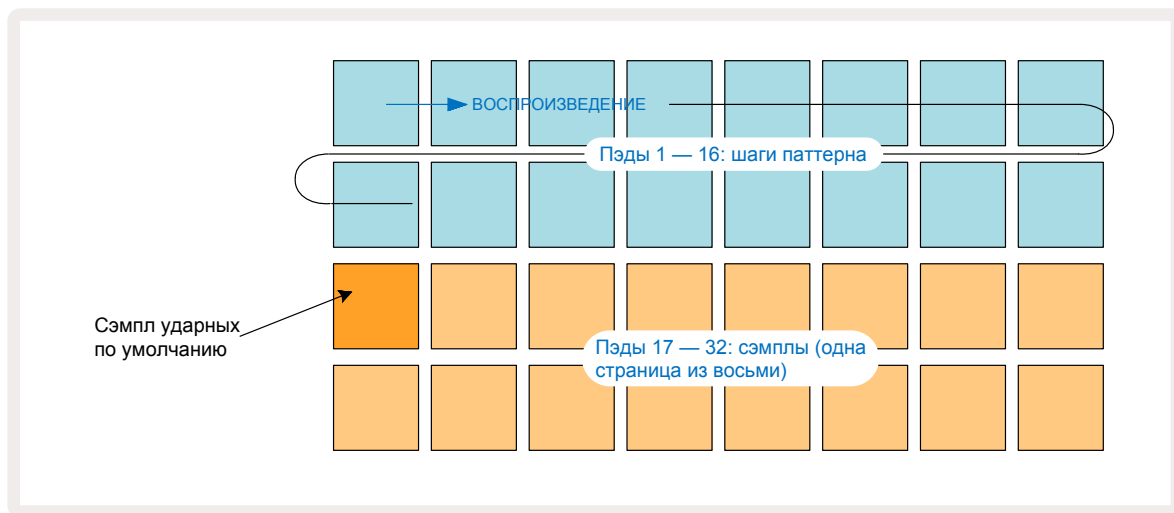 ВОСПРОИЗВЕДЕНИЕ
Пэды 1 — 16: шаги паттерна
Сэмпл ударных
по умолчанию
Пэды 17 — 32: сэмплы (одна
страница из восьми)